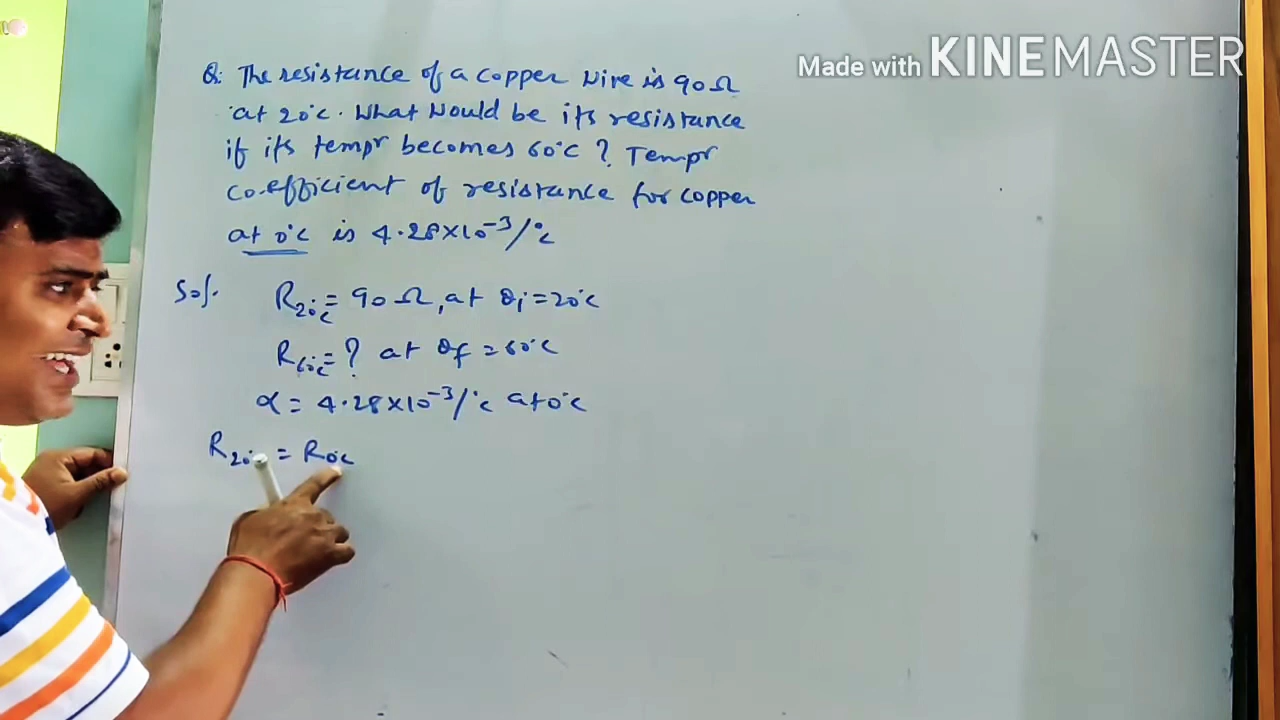 Made with KINEMASTER
Q: The resistance of a copper wire is 90Ω
at 20°C. What would be its resistance
if its tempr becomes 60°C ? Tempr
co-efficient of resistance for copper
at 0°C is 4.28×10⁻³/°C
Sol. R₂₀°C = 90Ω, at θi = 20°C
R₆₀°C = ? at θf = 60°C
α = 4.28×10⁻³/°C at 0°C
R₂₀° = R₀°C